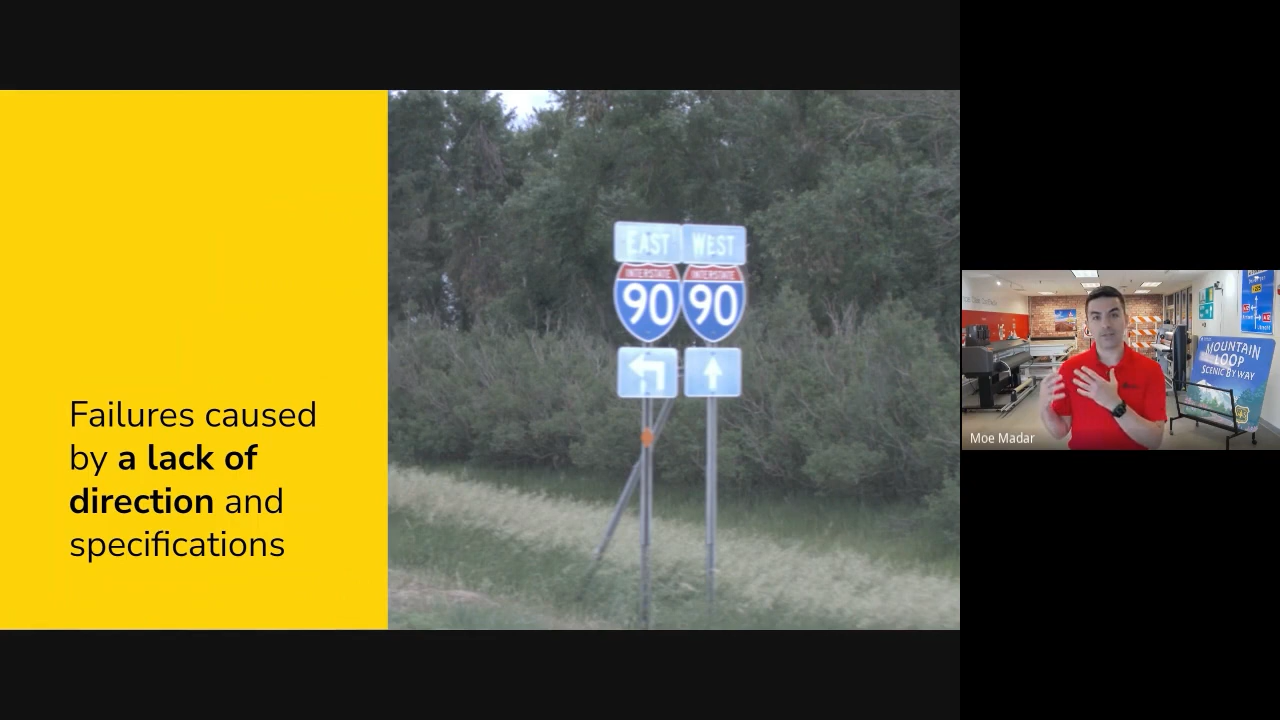 Failures caused
by a lack of
direction and
specifications
EAST WEST
INTERSTATE INTERSTATE
90 90
MOUNTAIN
LOOP
SCENIC BYWAY
Moe Madar